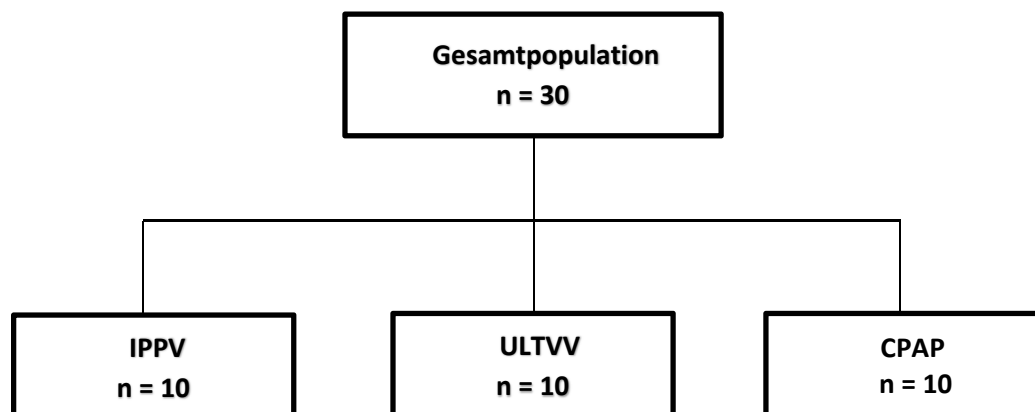 Gesamtpopulation
n = 30
IPPV
n = 10
ULTVV
n = 10
CPAP
n = 10